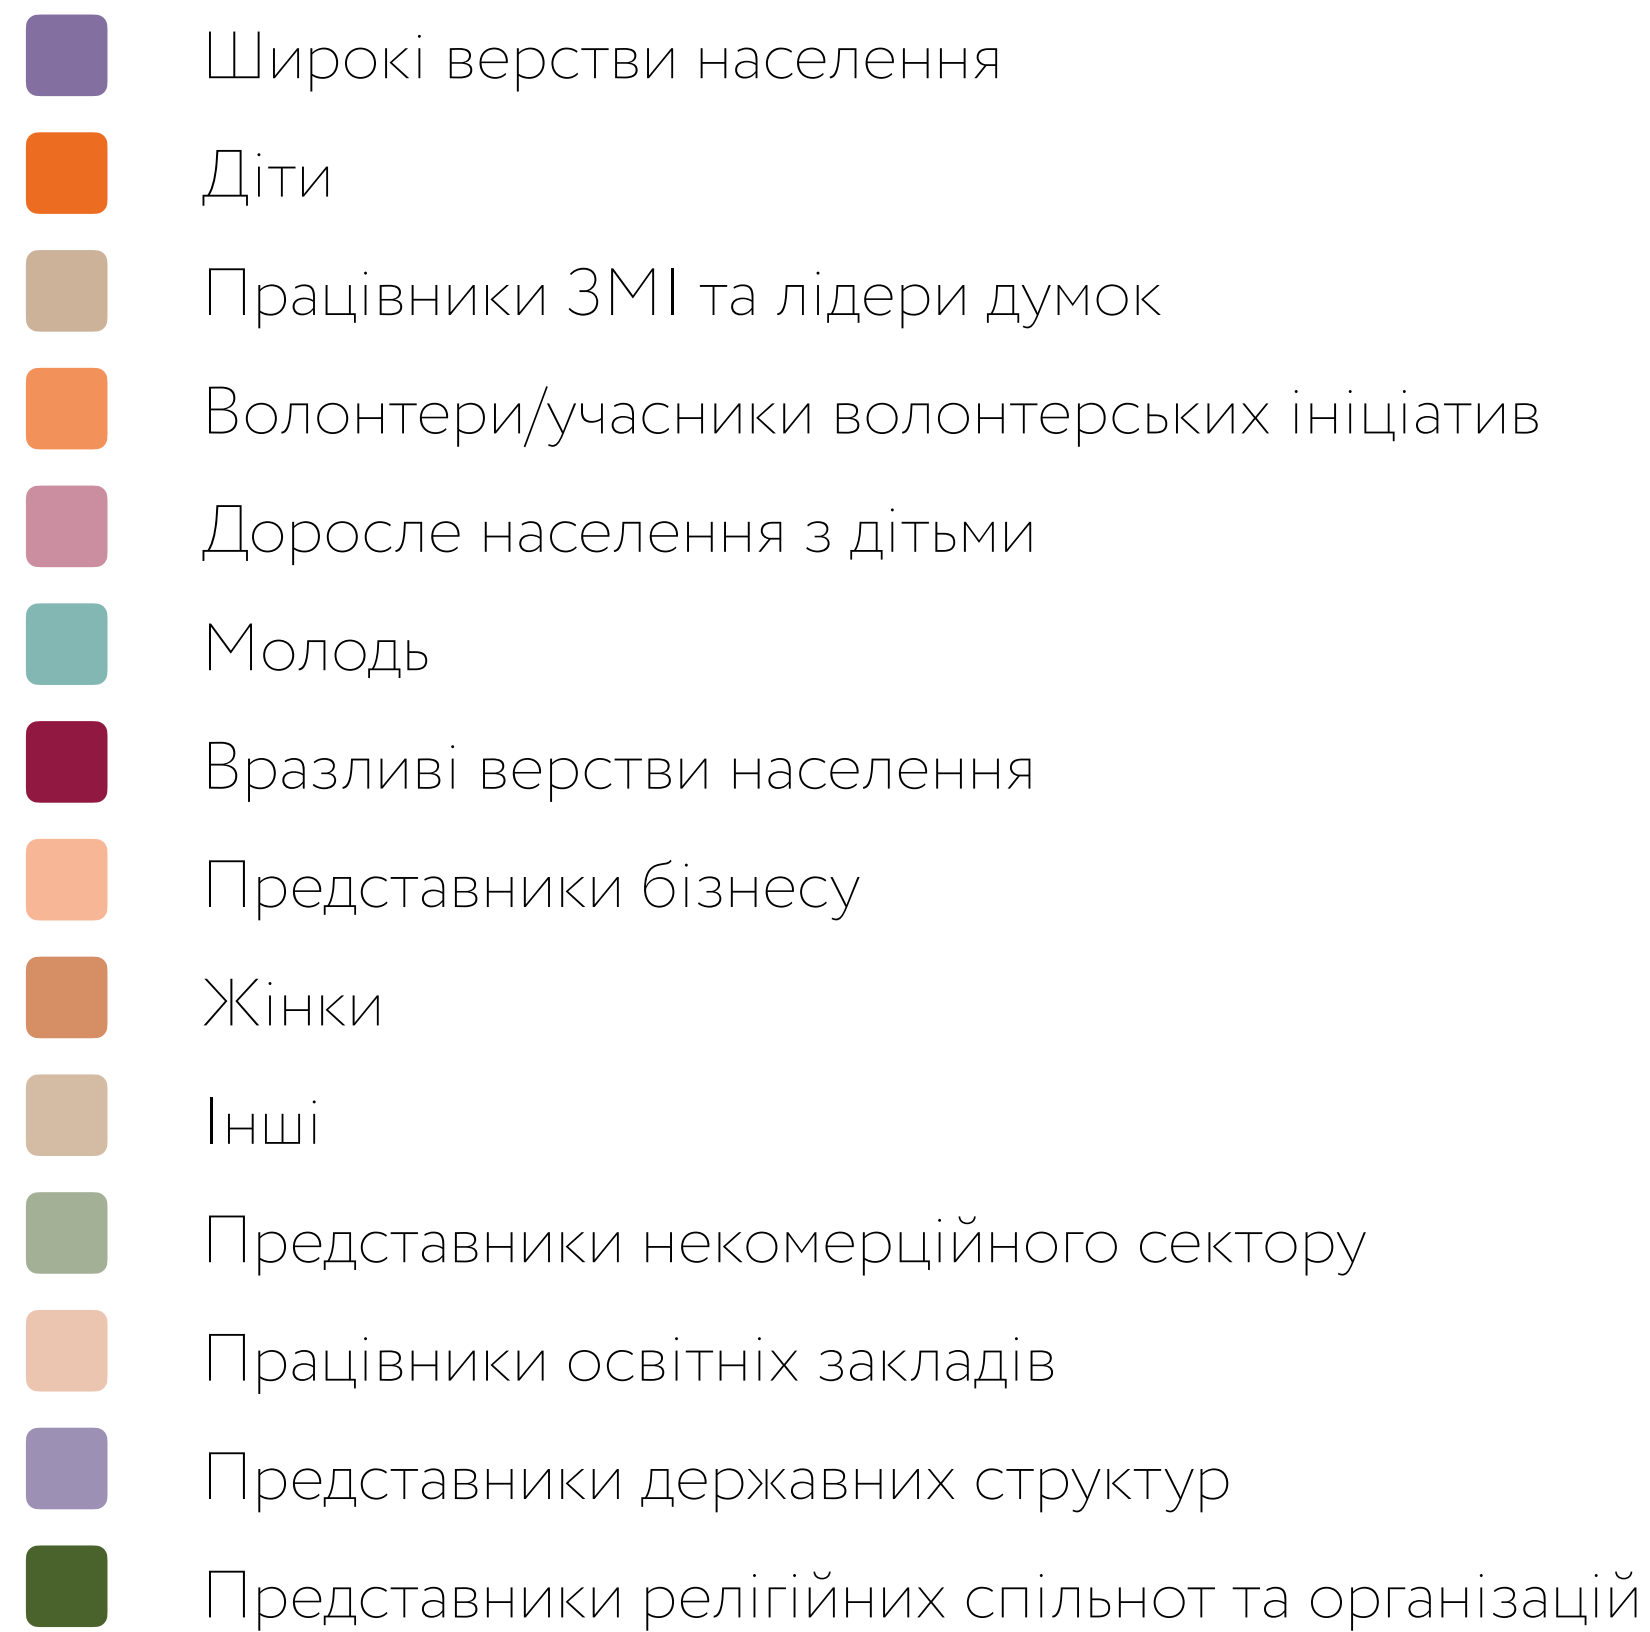 Широкі верстви населення
Діти
Працівники ЗМІ та лідери думок
Волонтери/учасники волонтерських ініціатив
Доросле населення з дітьми
Молодь
Вразливі верстви населення
Представники бізнесу
Жінки
Інші
Представники некомерційного сектору
Працівники освітніх закладів
Представники державних структур
Представники релігійних спільнот та організацій